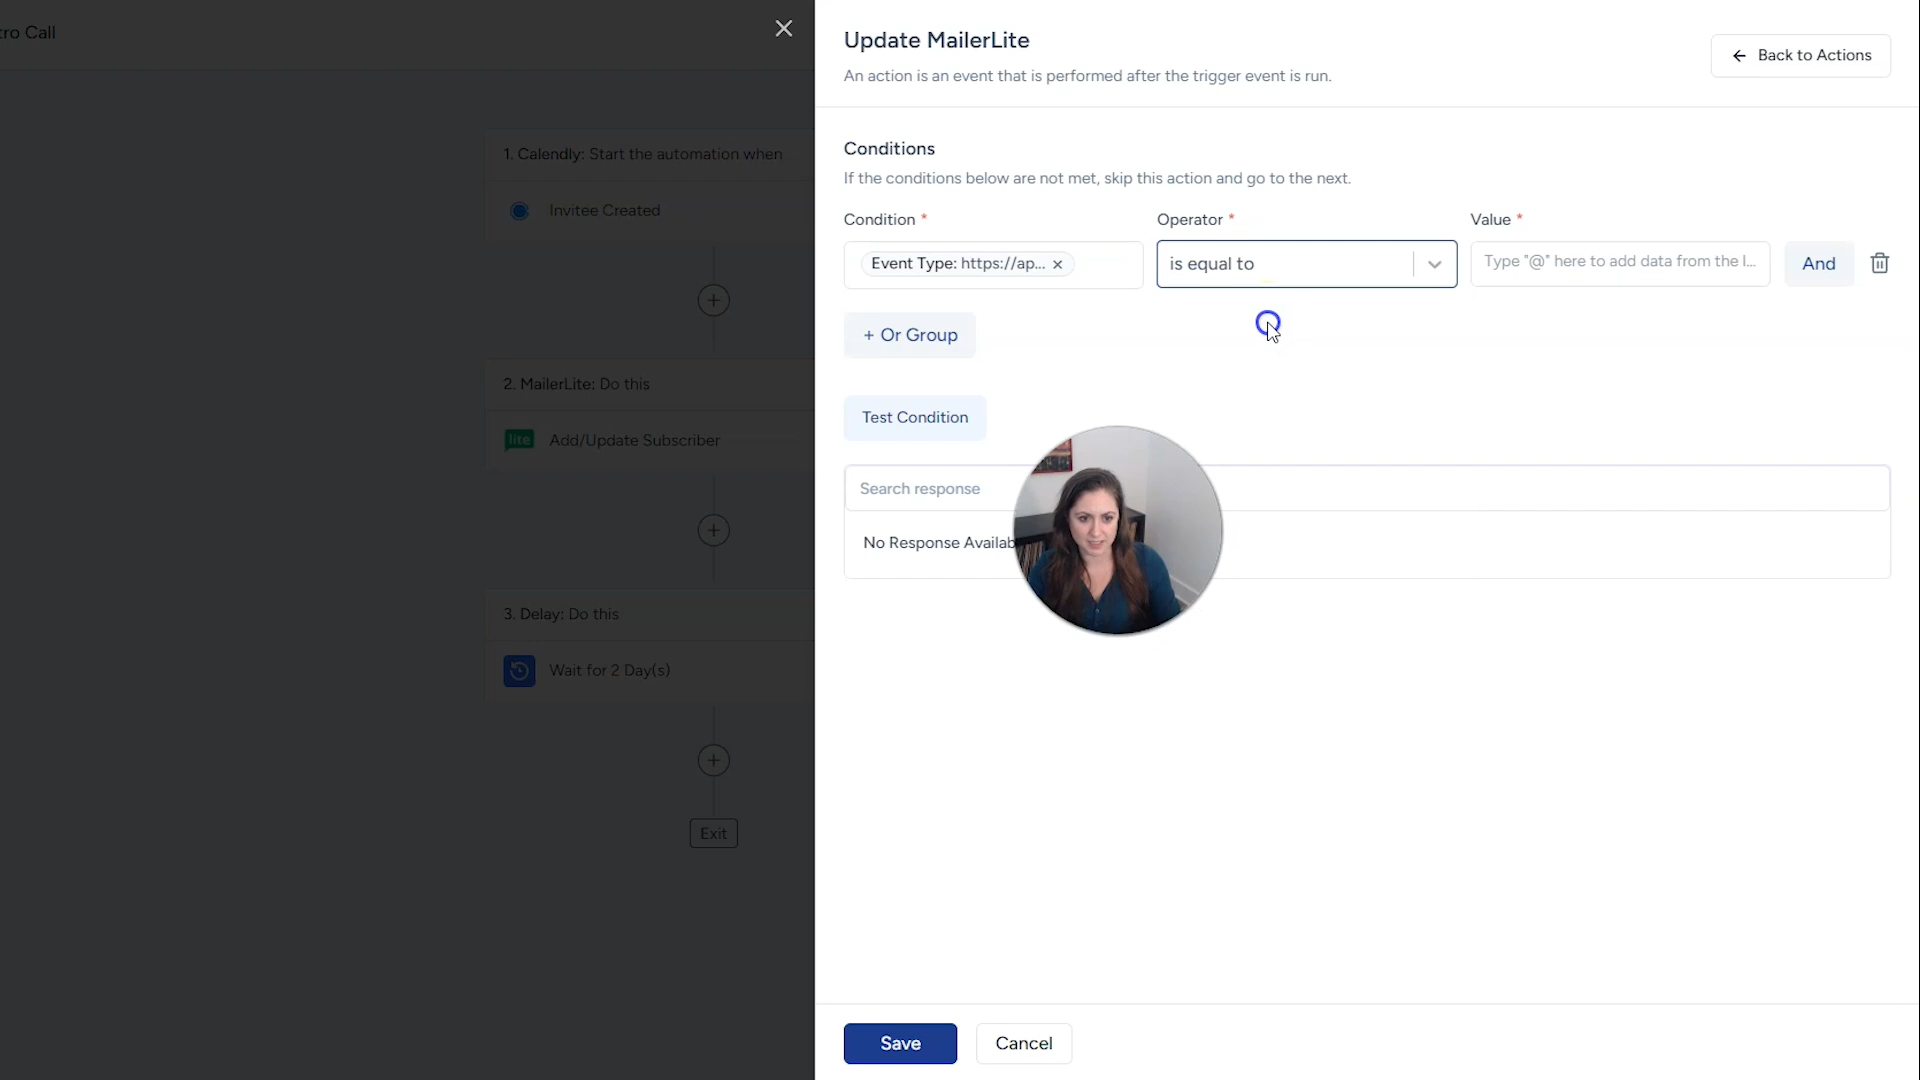 tro Call
Update MailerLite
An action is an event that is performed after the trigger event is run.
Back to Actions
1. Calendly: Start the automation when
Invitee Created
2. MailerLite: Do this
lite
Add/Update Subscriber
3. Delay: Do this
Wait for 2 Day(s)
Exit
Conditions
If the conditions below are not met, skip this action and go to the next.
Condition *
Operator *
Value *
Event Type: https://ap... ×
is equal to
Type "@" here to add data from the l...
And
+ Or Group
Test Condition
Search response
No Response Availab
Save
Cancel